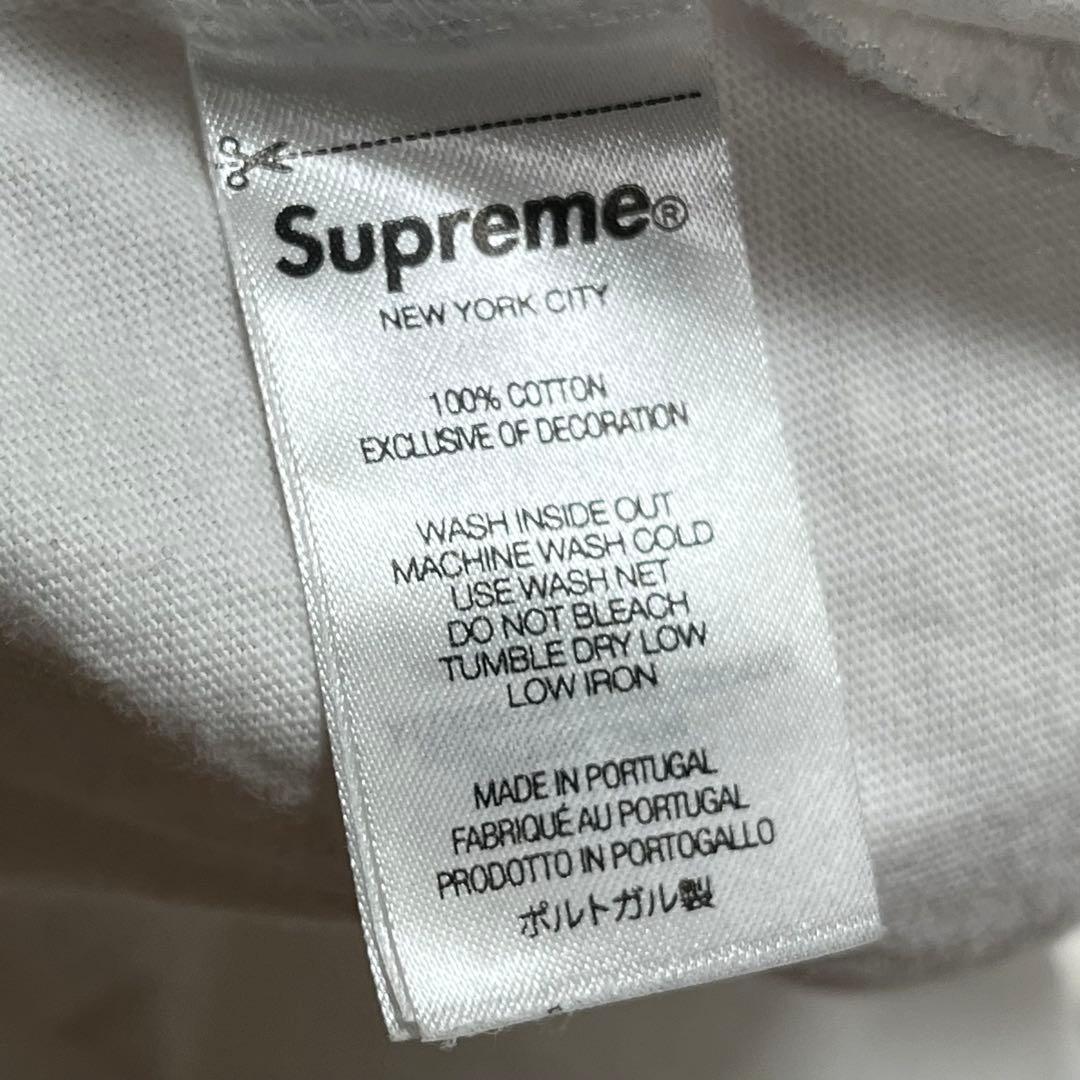 Supreme®
NEW YORK CITY
100% COTTON
EXCLUSIVE OF DECORATION
WASH INSIDE OUT
MACHINE WASH COLD
USE WASH NET
DO NOT BLEACH
TUMBLE DRY LOW
LOW IRON
MADE IN PORTUGAL
FABRIQUÉ AU PORTUGAL
PRODOTTO IN PORTOGALLO
ポルトガル製